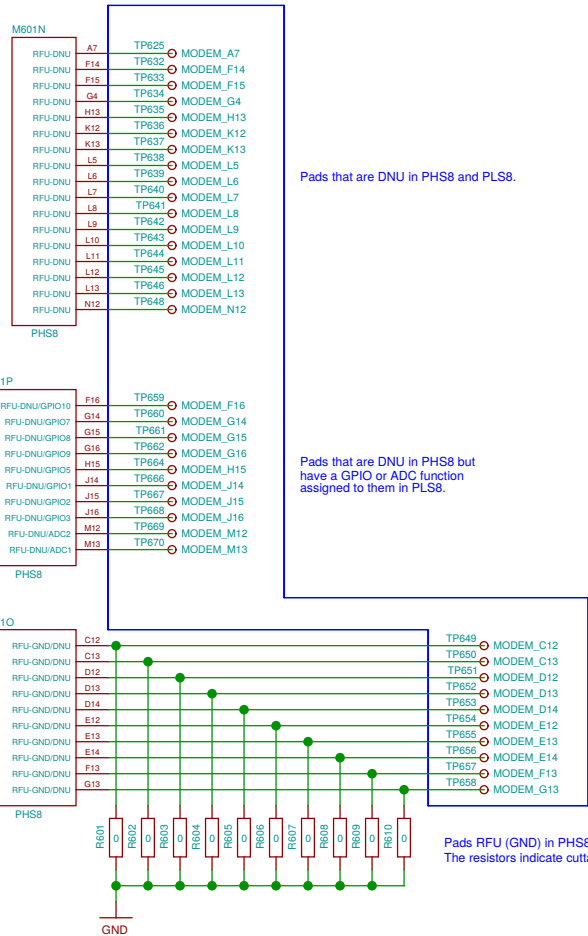 M601N
RFU-DNU A7 TP625 MODEM_A7
RFU-DNU F14 TP632 MODEM_F14
RFU-DNU F15 TP633 MODEM_F15
RFU-DNU G4 TP634 MODEM_G4
RFU-DNU H13 TP635 MODEM_H13
RFU-DNU K12 TP636 MODEM_K12
RFU-DNU K13 TP637 MODEM_K13
RFU-DNU L5 TP638 MODEM_L5
RFU-DNU L6 TP639 MODEM_L6
RFU-DNU L7 TP640 MODEM_L7
RFU-DNU L8 TP641 MODEM_L8
RFU-DNU L9 TP642 MODEM_L9
RFU-DNU L10 TP643 MODEM_L10
RFU-DNU L11 TP644 MODEM_L11
RFU-DNU L12 TP645 MODEM_L12
RFU-DNU L13 TP646 MODEM_L13
RFU-DNU N12 TP648 MODEM_N12
PHS8
Pads that are DNU in PHS8 and PLS8.
1P
RFU-DNU/GPIO10 F16 TP659 MODEM_F16
RFU-DNU/GPIO7 G14 TP660 MODEM_G14
RFU-DNU/GPIO8 G15 TP661 MODEM_G15
RFU-DNU/GPIO9 G16 TP662 MODEM_G16
RFU-DNU/GPIO5 H15 TP664 MODEM_H15
RFU-DNU/GPIO1 J14 TP666 MODEM_J14
RFU-DNU/GPIO2 J15 TP667 MODEM_J15
RFU-DNU/GPIO3 J16 TP668 MODEM_J16
RFU-DNU/ADC2 M12 TP669 MODEM_M12
RFU-DNU/ADC1 M13 TP670 MODEM_M13
PHS8
Pads that are DNU in PHS8 but
have a GPIO or ADC function
assigned to them in PLS8.
1O
RFU-GND/DNU C12 TP649 MODEM_C12
RFU-GND/DNU C13 TP650 MODEM_C13
RFU-GND/DNU D12 TP651 MODEM_D12
RFU-GND/DNU D13 TP652 MODEM_D13
RFU-GND/DNU D14 TP653 MODEM_D14
RFU-GND/DNU E12 TP654 MODEM_E12
RFU-GND/DNU E13 TP655 MODEM_E13
RFU-GND/DNU E14 TP656 MODEM_E14
RFU-GND/DNU F13 TP657 MODEM_F13
RFU-GND/DNU G13 TP658 MODEM_G13
PHS8
R601 0 R602 0 R603 0 R604 0 R605 0 R606 0 R607 0 R608 0 R609 0 R610 0
Pads RFU (GND) in PHS8
The resistors indicate
GND